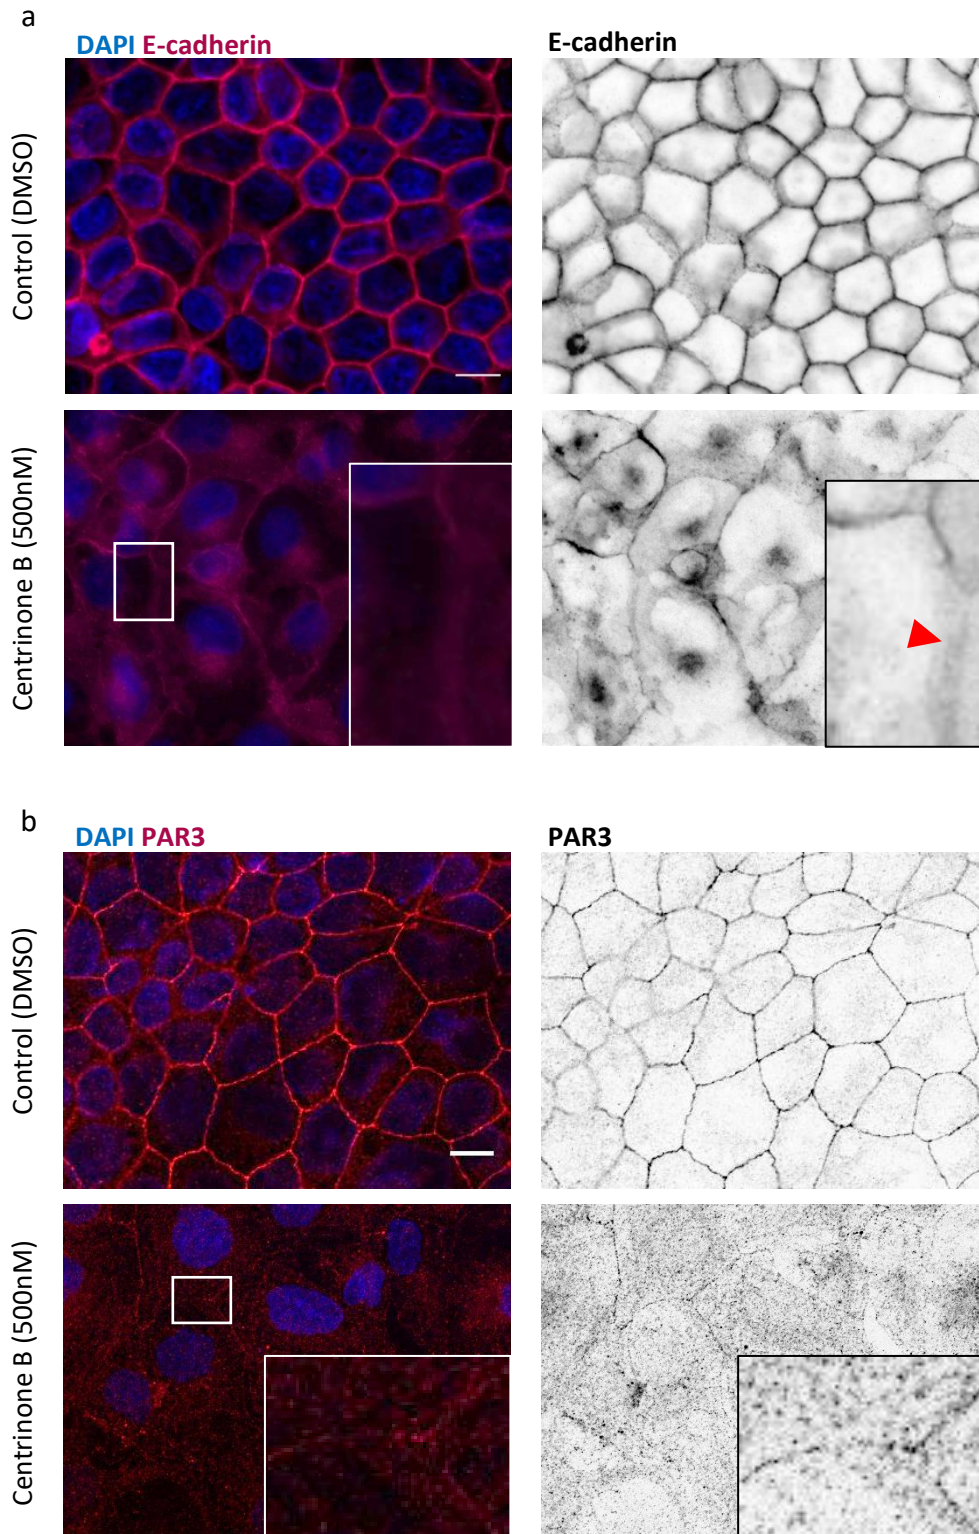 a
DAPI E-cadherin
E-cadherin
Control (DMSO)
Centrinone B (500nM)
b
DAPI PAR3
PAR3
Control (DMSO)
Centrinone B (500nM)